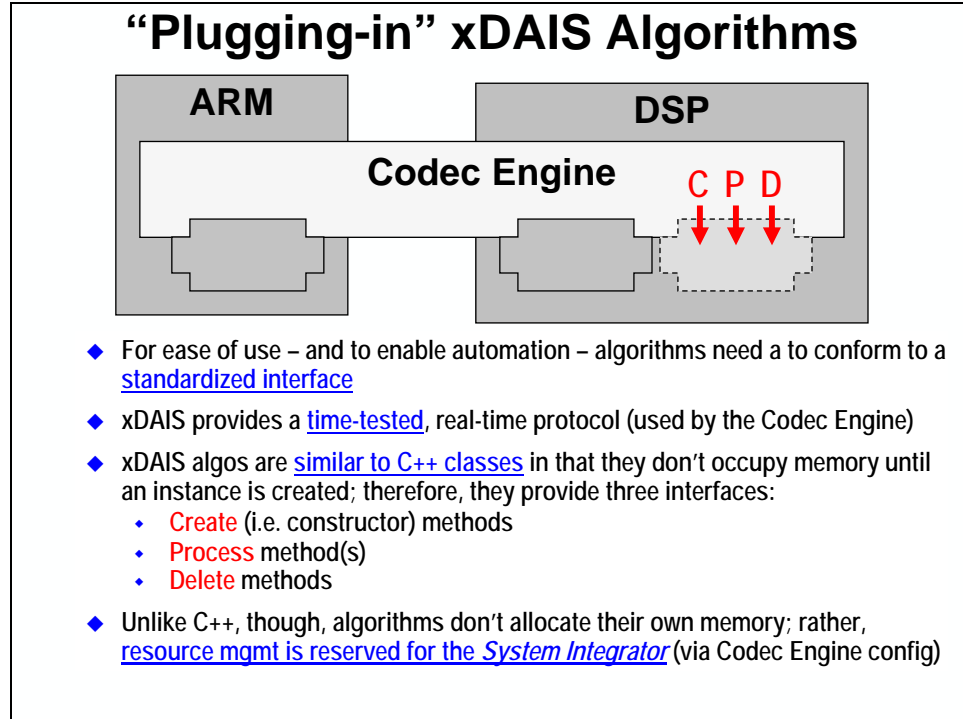 “Plugging-in” xDAIS Algorithms
ARM
DSP
Codec Engine
C P D
◆ For ease of use – and to enable automation – algorithms need a to conform to a
standardized interface
◆ xDAIS provides a time-tested, real-time protocol (used by the Codec Engine)
◆ xDAIS algos are similar to C++ classes in that they don’t occupy memory until
an instance is created; therefore, they provide three interfaces:
◆ Create (i.e. constructor) methods
◆ Process method(s)
◆ Delete methods
◆ Unlike C++, though, algorithms don’t allocate their own memory; rather,
resource mgmt is reserved for the System Integrator (via Codec Engine config)